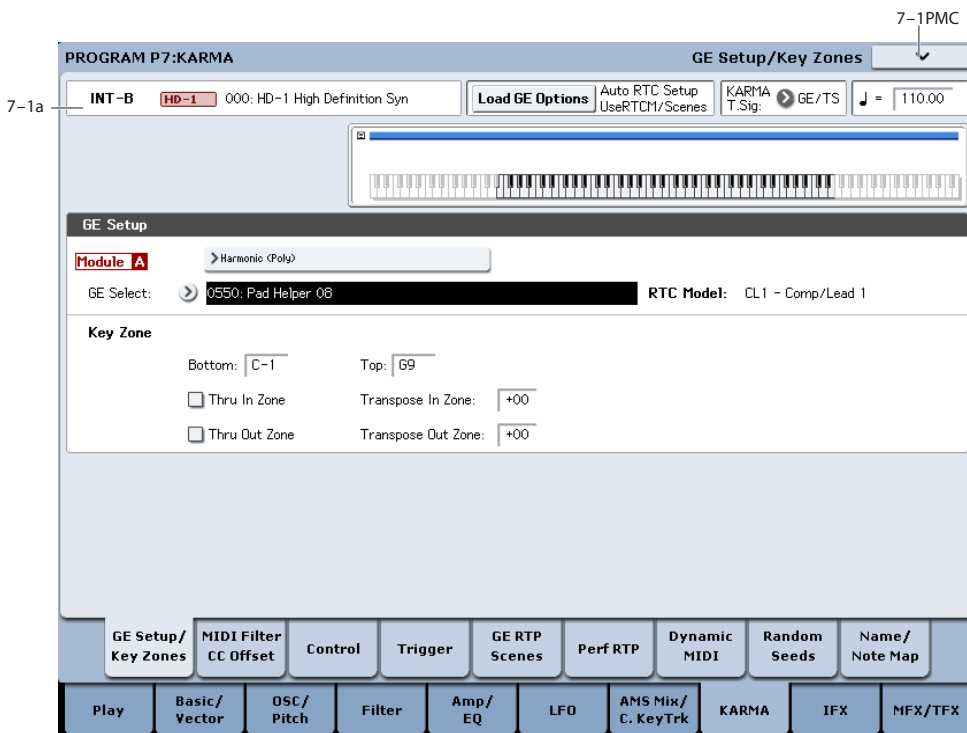 7–1PMC
PROGRAM P7:KARMA GE Setup/Key Zones
7–1a
INT-B HD-1 000: HD-1 High Definition Syn Load GE Options Auto RTC Setup UseRTCM/Scenes KARMA T.Sig: GE/TS ♩ = 110.00
GE Setup
Module A Harmonic (Poly)
GE Select: 0550: Pad Helper 08 RTC Model: CL1 - Comp/Lead 1
Key Zone
Bottom: C-1 Top: G9
Thru In Zone Transpose In Zone: +00
Thru Out Zone Transpose Out Zone: +00
GE Setup/ Key Zones MIDI Filter CC Offset Control Trigger GE RTP Scenes Perf RTP Dynamic MIDI Random Seeds Name/ Note Map
Play Basic/ Vector OSC/ Pitch Filter Amp/ EQ LFO AMS Mix/ C. KeyTrk KARMA IFX MFX/TFX